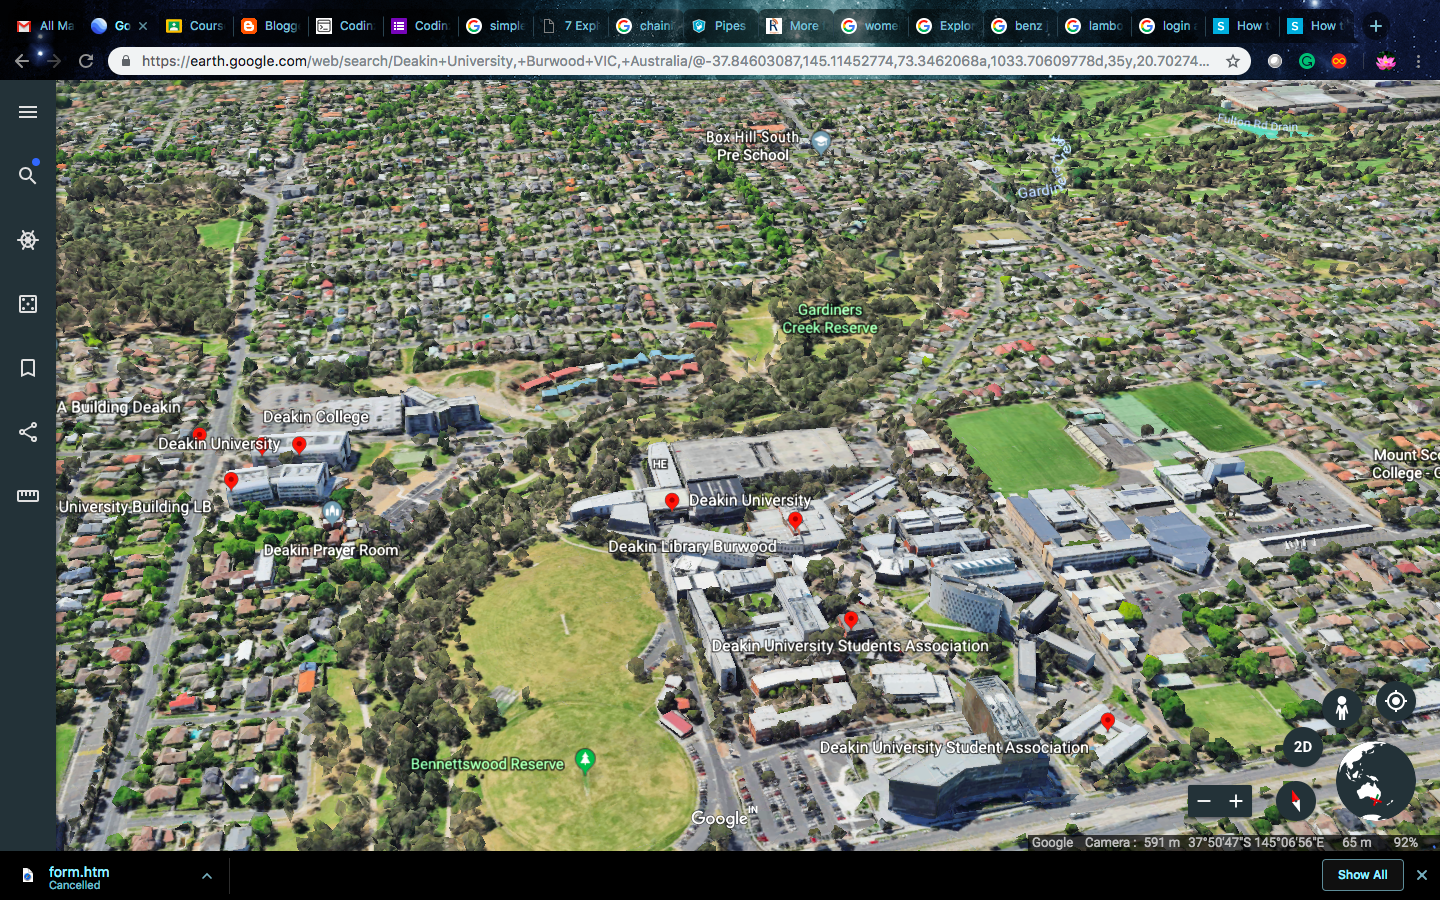 All Ma
Go
Cours
Blogg
Codin
Codin
simple
7 Exp
chain
Pipes
More
wome
Explor
benz j
lambo
login a
How t
How t
https://earth.google.com/web/search/Deakin+University,+Burwood+VIC,+Australia/@-37.84603087,145.11452774,73.3462068a,1033.70609778d,35y,20.70274...
Fulton Rd Drain
Box Hill South
Pre School
Gardiners
Creek Reserve
A Building Deakin
Deakin College
Deakin University
Mount Sco
College - G
HE
Deakin University
University Building LB
Deakin Library Burwood
Deakin Prayer Room
Deakin University Students Association
Deakin University Student Association
2D
Bennettswood Reserve
Google
IN
Google Camera : 591 m 37°50'47"S 145°06'56"E 65 m 92%
form.htm
Cancelled
Show All